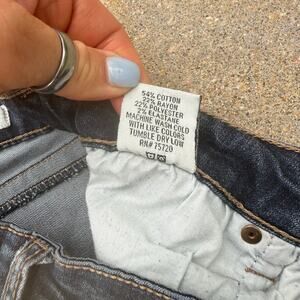 54% COTTON
22% RAYON
22% POLYESTER
2% ELASTANE
MACHINE WASH COLD
WITH LIKE COLORS
TUMBLE DRY LOW
RN# 75720